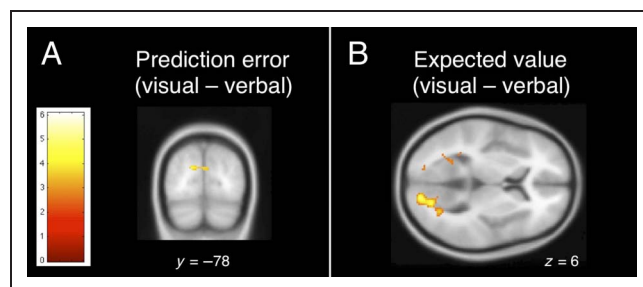 A
Prediction error
(visual – verbal)
6
5
4
3
2
1
0
y = –78
B
Expected value
(visual – verbal)
z = 6